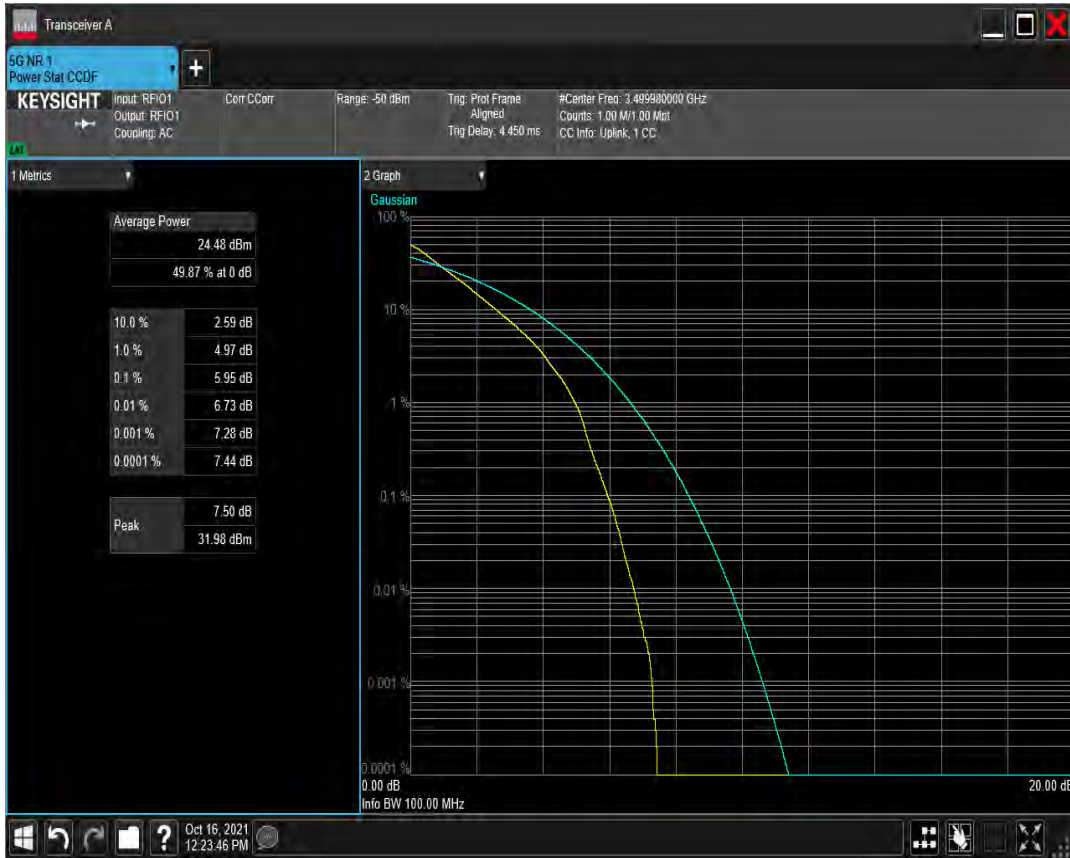 Transceiver A
5G NR 1
Power Stat CCDF
+
KEYSIGHT
Input: RFIO1
Output: RFIO1
Coupling: AC
Corr CCorr
Range: -50 dBm
Trig: Prot Frame
Aligned
Trig Delay: 4.450 ms
#Center Freq: 3.499980000 GHz
Counts: 1.00 M/1.00 Mpt
CC Info: Uplink, 1 CC
1 Metrics
Average Power
24.48 dBm
49.87 % at 0 dB
10.0 % 2.59 dB
1.0 % 4.97 dB
0.1 % 5.95 dB
0.01 % 6.73 dB
0.001 % 7.28 dB
0.0001 % 7.44 dB
Peak
7.50 dB
31.98 dBm
2 Graph
Gaussian
100 %
10 %
1 %
0.1 %
0.01 %
0.001 %
0.0001 %
0.00 dB
20.00 dB
Info BW 100.00 MHz
?
Oct 16, 2021
12:23:46 PM